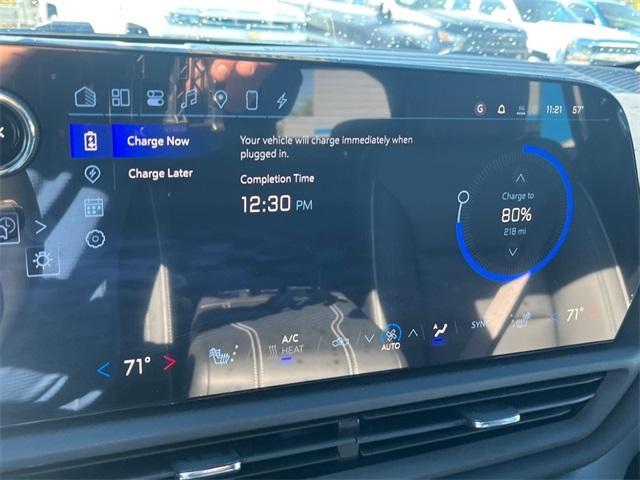 G 5G 11:21 57°
Charge Now
Charge Later
Your vehicle will charge immediately when
plugged in.
Completion Time
12:30 PM
Charge to
80%
218 mi
71°
A/C
HEAT
AUTO
SYNC
71°